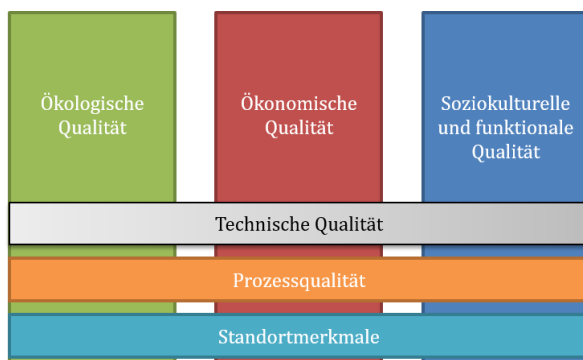 Ökologische
Qualität
Ökonomische
Qualität
Soziokulturelle
und funktionale
Qualität
Technische Qualität
Prozessqualität
Standortmerkmale